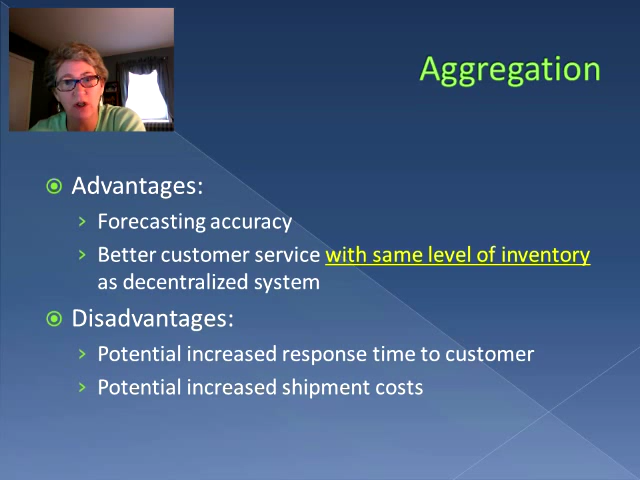 Aggregation
Advantages:
Forecasting accuracy
Better customer service with same level of inventory
as decentralized system
Disadvantages:
Potential increased response time to customer
Potential increased shipment costs